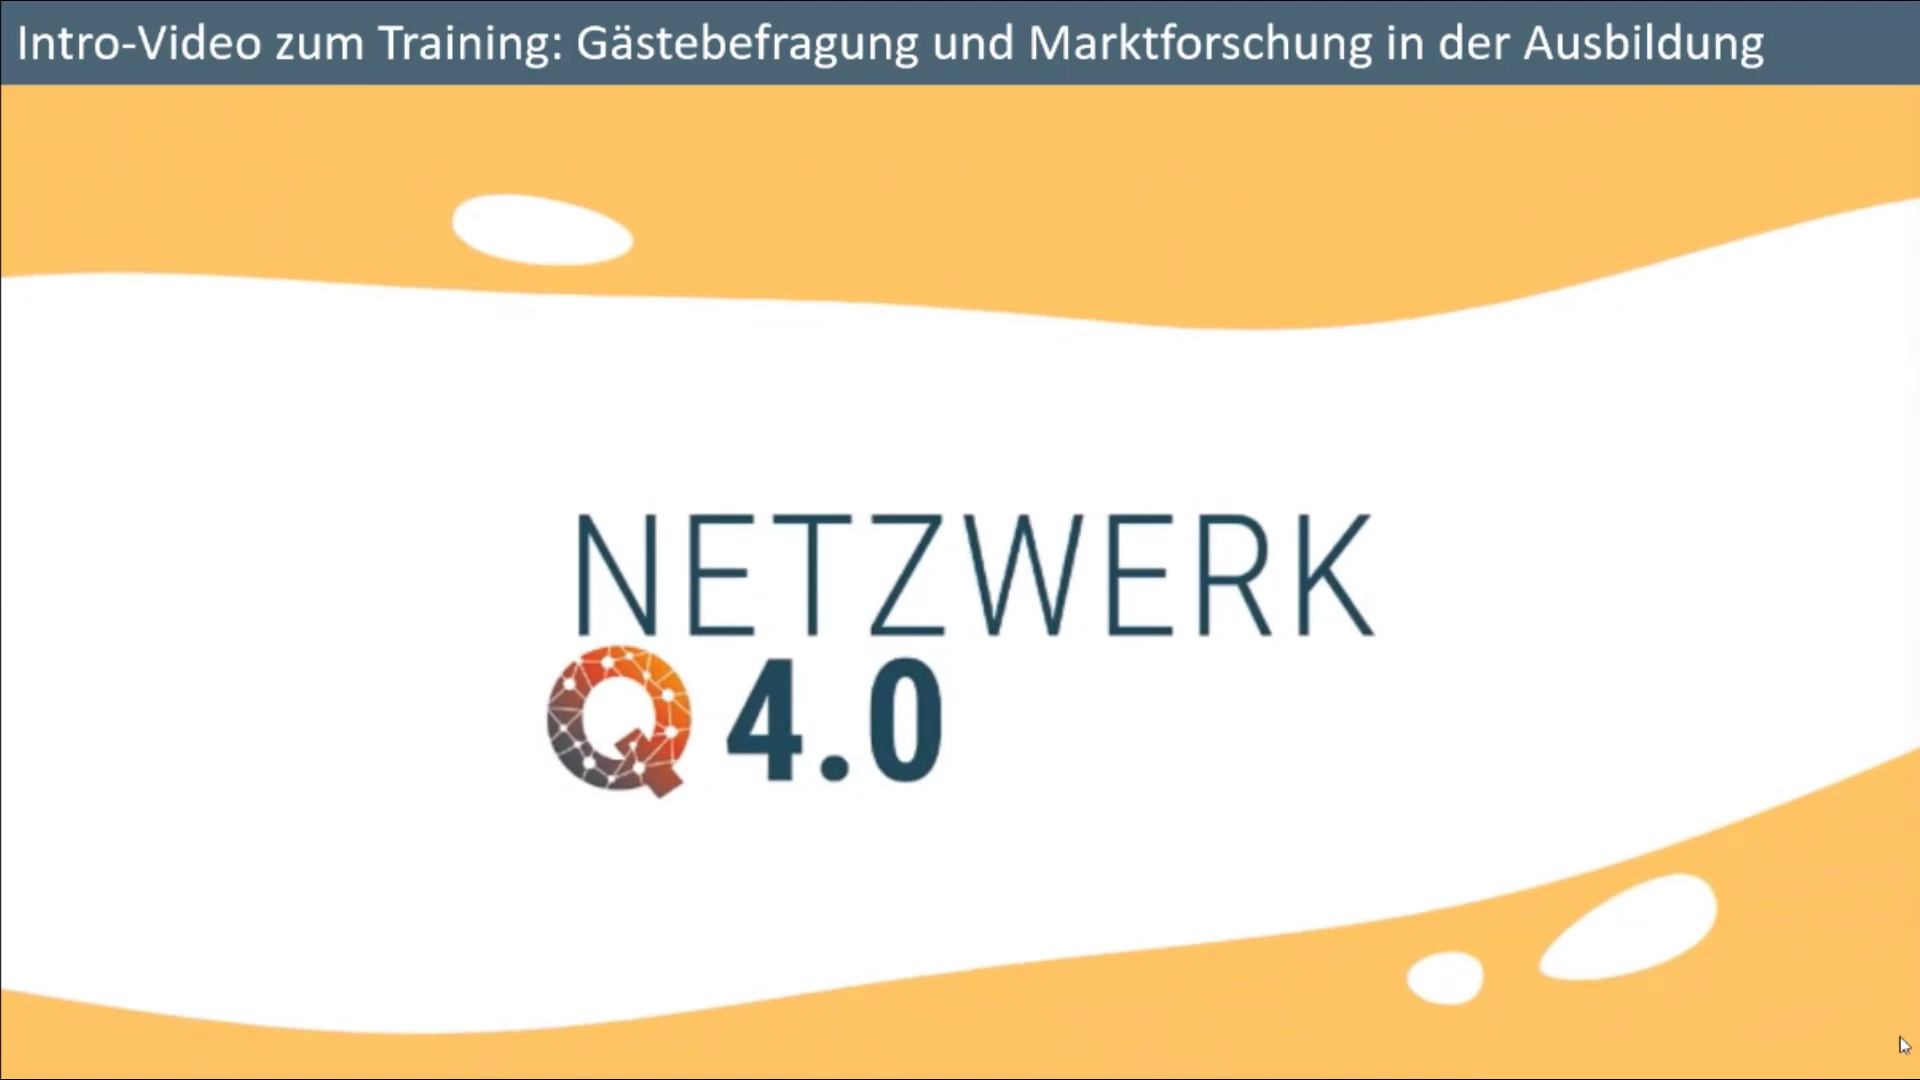 Intro-Video zum Training: Gästebefragung und Marktforschung in der Ausbildung
NETZWERK
Q 4.0